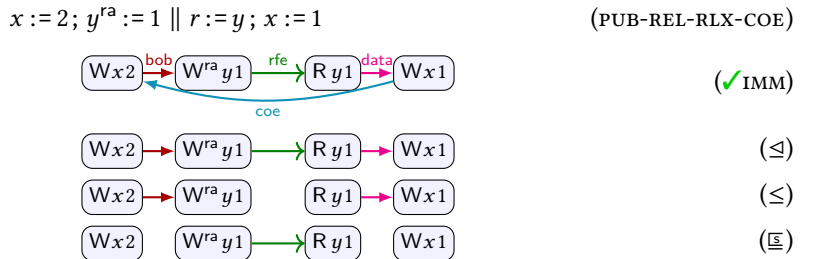 x := 2; y^ra := 1 ∥ r := y; x := 1 (PUB-REL-RLX-COE)
bob rfe data
Wx2 W^ra y1 R y1 Wx1 (✓IMM)
coe
Wx2 W^ra y1 R y1 Wx1 (⊴)
Wx2 W^ra y1 R y1 Wx1 (≤)
Wx2 W^ra y1 R y1 Wx1 (s)